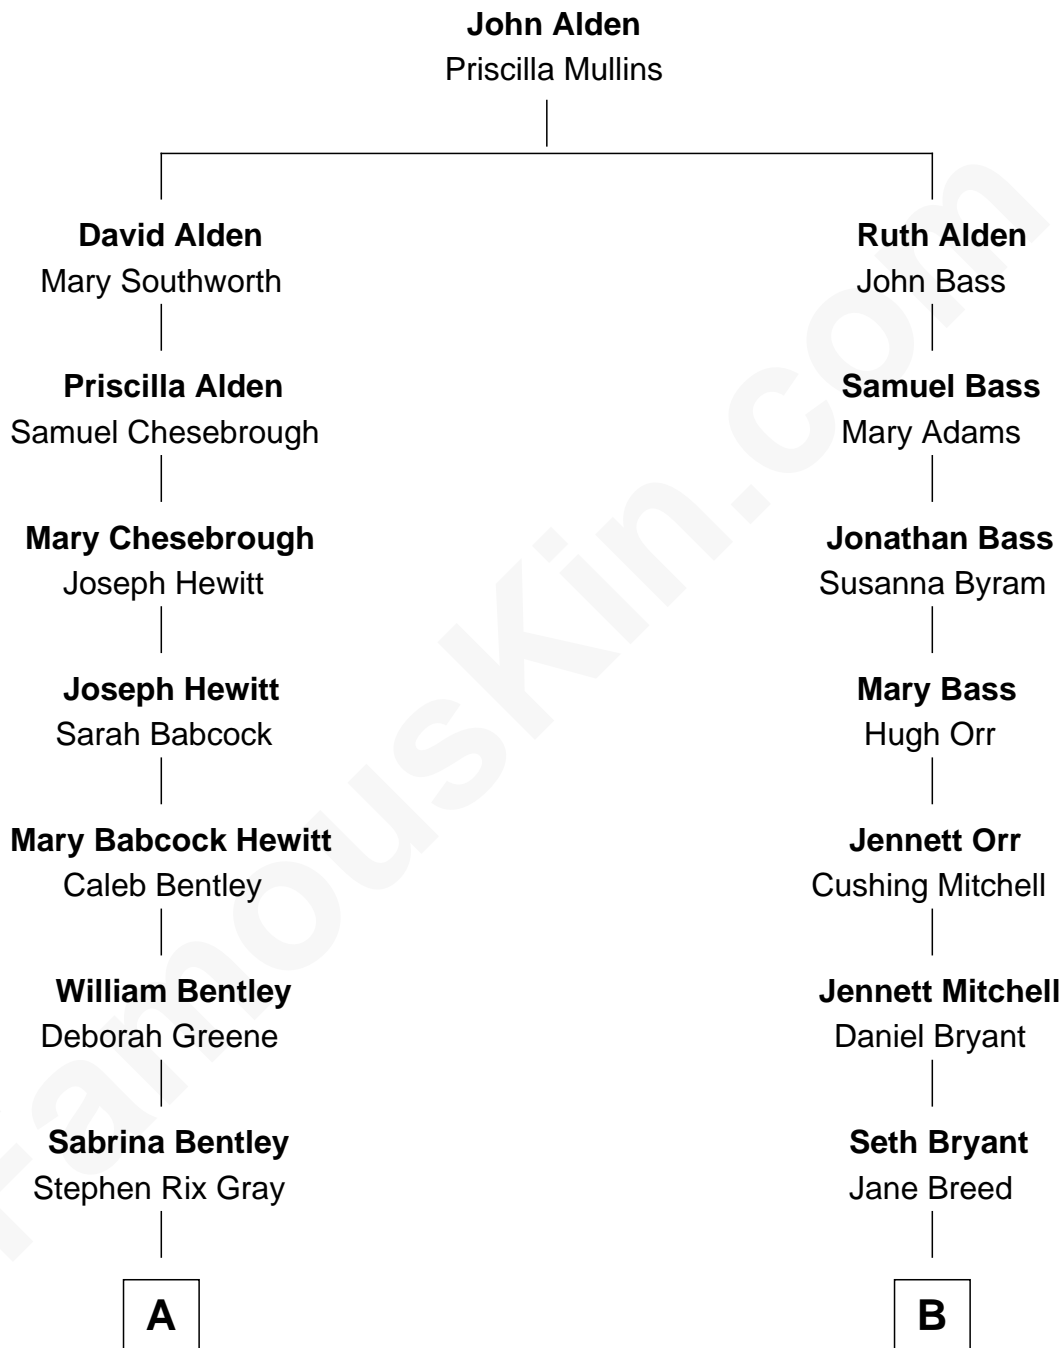 John Alden
Priscilla Mullins
David Alden
Mary Southworth
Ruth Alden
John Bass
Priscilla Alden
Samuel Chesebrough
Samuel Bass
Mary Adams
Mary Chesebrough
Joseph Hewitt
Jonathan Bass
Susanna Byram
Joseph Hewitt
Sarah Babcock
Mary Bass
Hugh Orr
Mary Babcock Hewitt
Caleb Bentley
Jennett Orr
Cushing Mitchell
William Bentley
Deborah Greene
Jennett Mitchell
Daniel Bryant
Sabrina Bentley
Stephen Rix Gray
Seth Bryant
Jane Breed
A
B
FamousKin.com